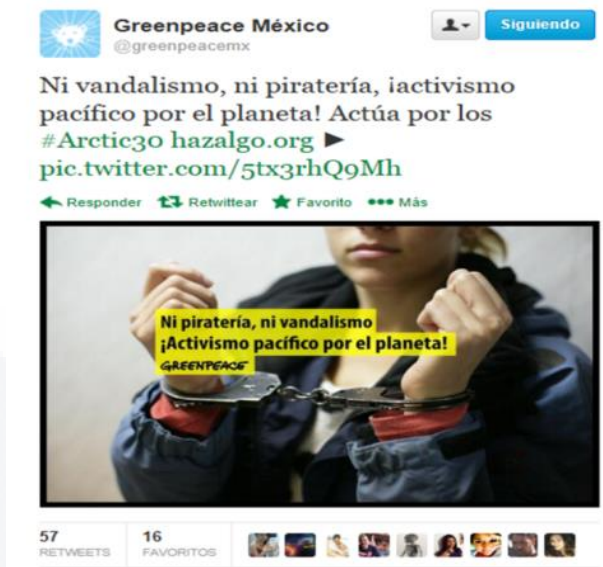 Greenpeace México
@greenpeacemx
Siguiendo
Ni vandalismo, ni piratería, ¡activismo
pacífico por el planeta! Actúa por los
#Arctic30 hazalgo.org ►
pic.twitter.com/5tx3rhQ9Mh
Responder Retwittear Favorito ••• Más
Ni piratería, ni vandalismo
¡Activismo pacífico por el planeta!
GREENPEACE
57 16
RETWEETS FAVORITOS